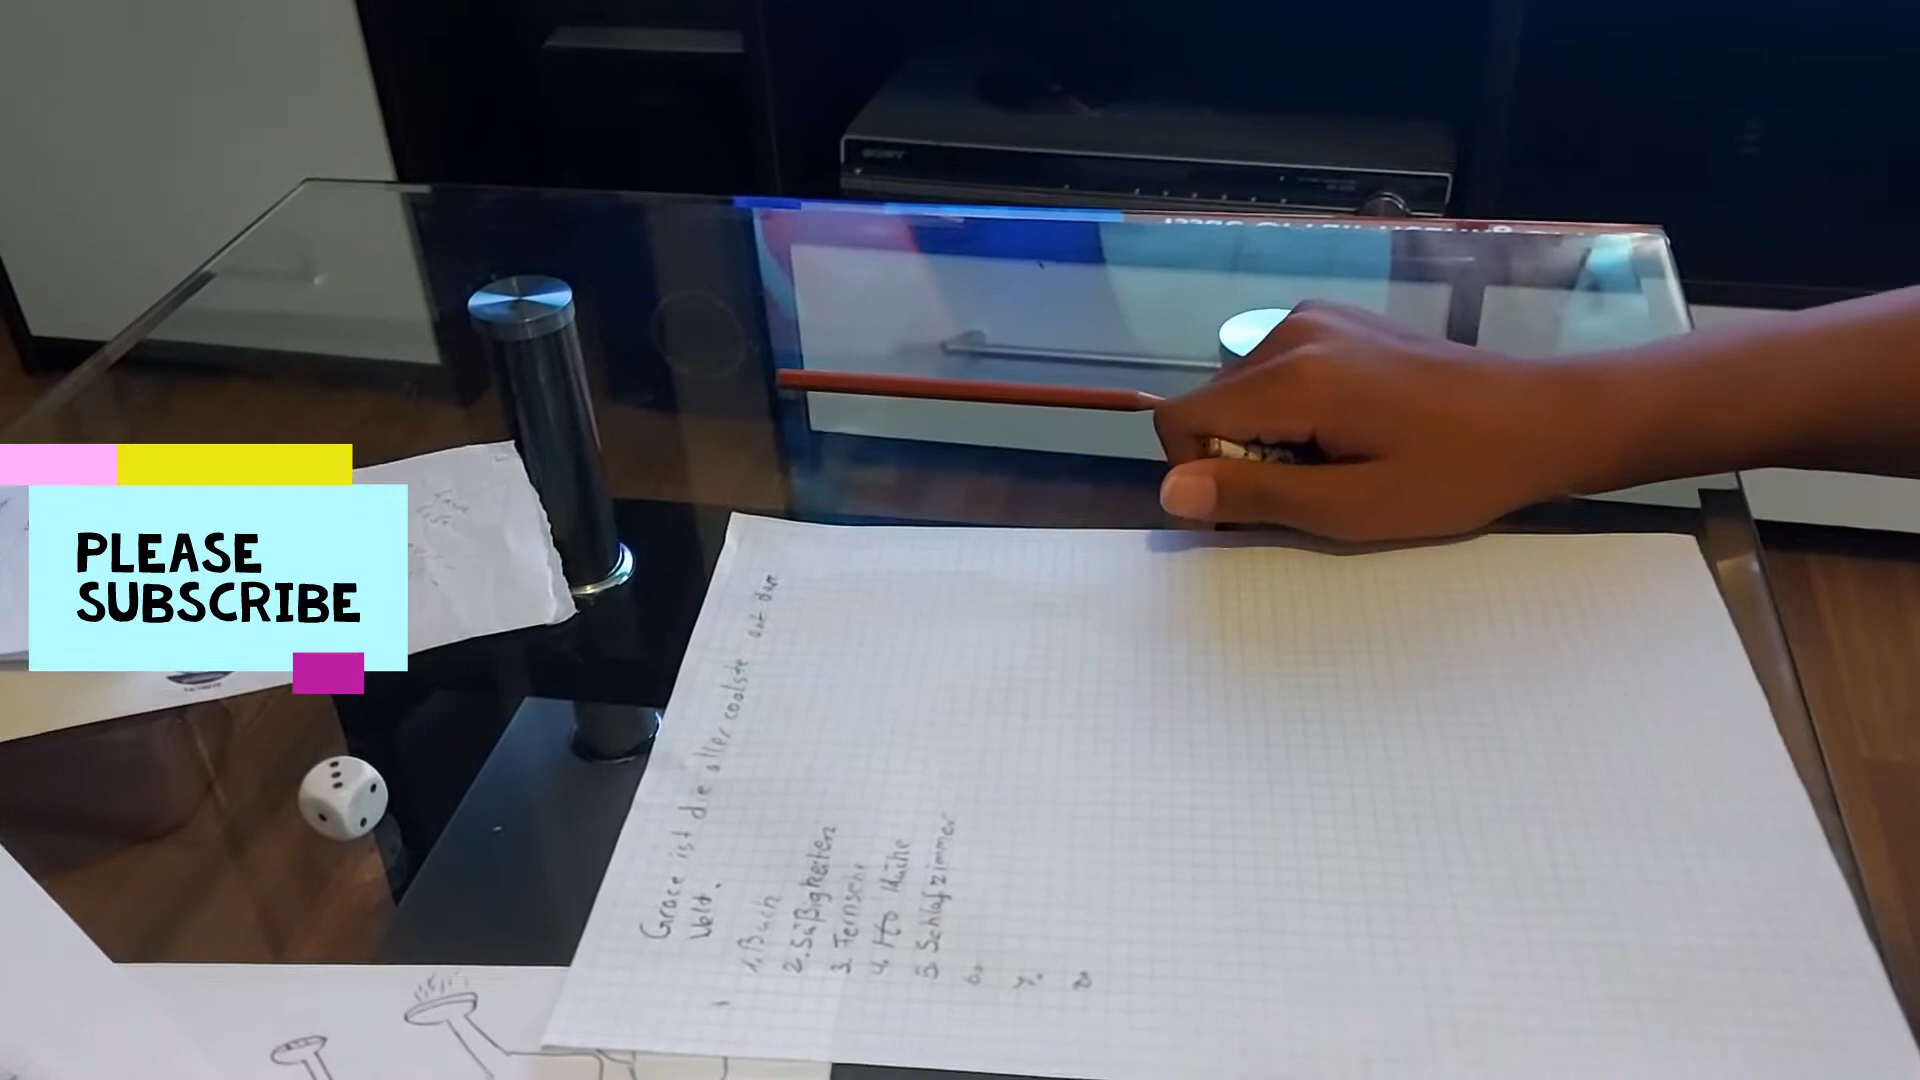 SONY
PLEASE
SUBSCRIBE
Grace ist die aller coolste auf der
Welt.
1. Buch
2. Süßigkeiten
3. Fernseh
4. Küche
5. Schlafzimmer
6.
7.
8